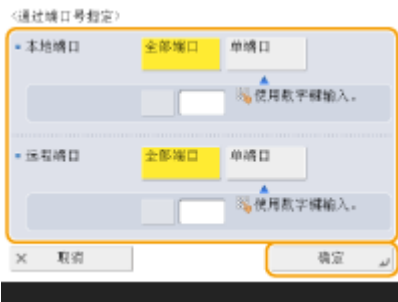 <通过端口号指定>
本地端口 全部端口 单端口
使用数字键输入。
远程端口 全部端口 单端口
使用数字键输入。
× 取消 确定